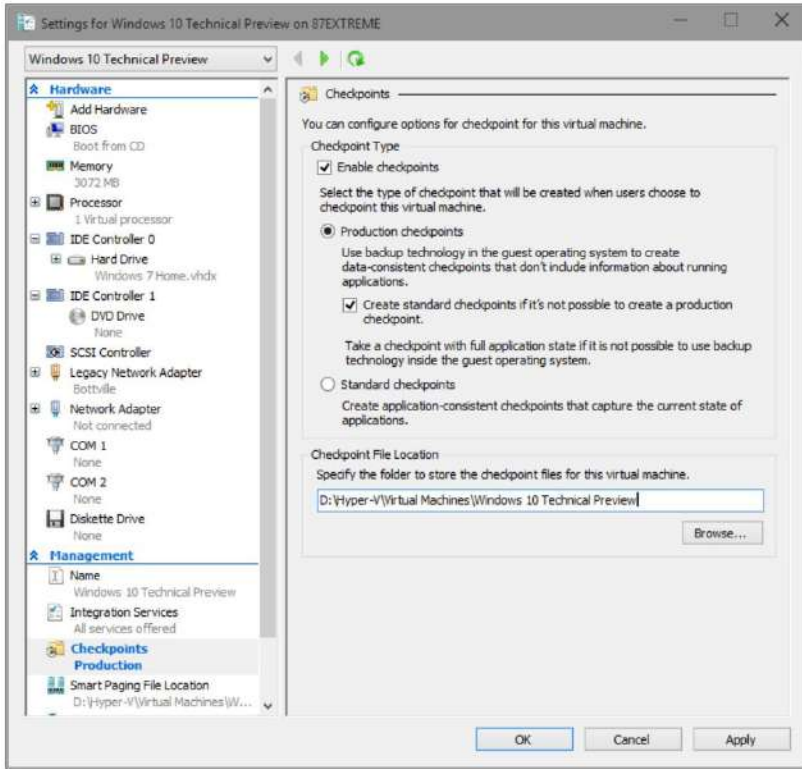 Settings for Windows 10 Technical Preview on 87EXTREME
Windows 10 Technical Preview
Hardware
Add Hardware
BIOS
Boot from CD
Memory
3072 MB
Processor
1 Virtual processor
IDE Controller 0
Hard Drive
Windows 7 Home.vhdx
IDE Controller 1
DVD Drive
None
SCSI Controller
Legacy Network Adapter
Bottville
Network Adapter
Not connected
COM 1
None
COM 2
None
Diskette Drive
None
Management
Name
Windows 10 Technical Preview
Integration Services
All services offered
Checkpoints
Production
Smart Paging File Location
D:\Hyper-V\Virtual Machines\W...
Checkpoints
You can configure options for checkpoint for this virtual machine.
Checkpoint Type
Enable checkpoints
Select the type of checkpoint that will be created when users choose to
checkpoint this virtual machine.
Production checkpoints
Use backup technology in the guest operating system to create
data-consistent checkpoints that don't include information about running
applications.
Create standard checkpoints if it's not possible to create a production
checkpoint.
Take a checkpoint with full application state if it is not possible to use backup
technology inside the guest operating system.
Standard checkpoints
Create application-consistent checkpoints that capture the current state of
applications.
Checkpoint File Location
Specify the folder to store the checkpoint files for this virtual machine.
D:\Hyper-V\Virtual Machines\Windows 10 Technical Preview
Browse...
OK
Cancel
Apply